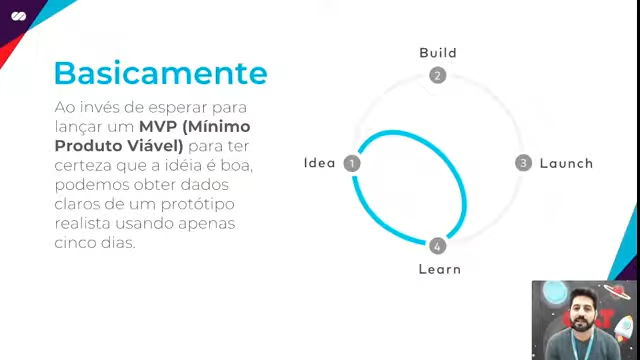 Basicamente
Ao invés de esperar para
lançar um MVP (Mínimo
Produto Viável) para ter
certeza que a idéia é boa,
podemos obter dados
claros de um protótipo
realista usando apenas
cinco dias.
Build
2
Idea 1
3 Launch
4
Learn